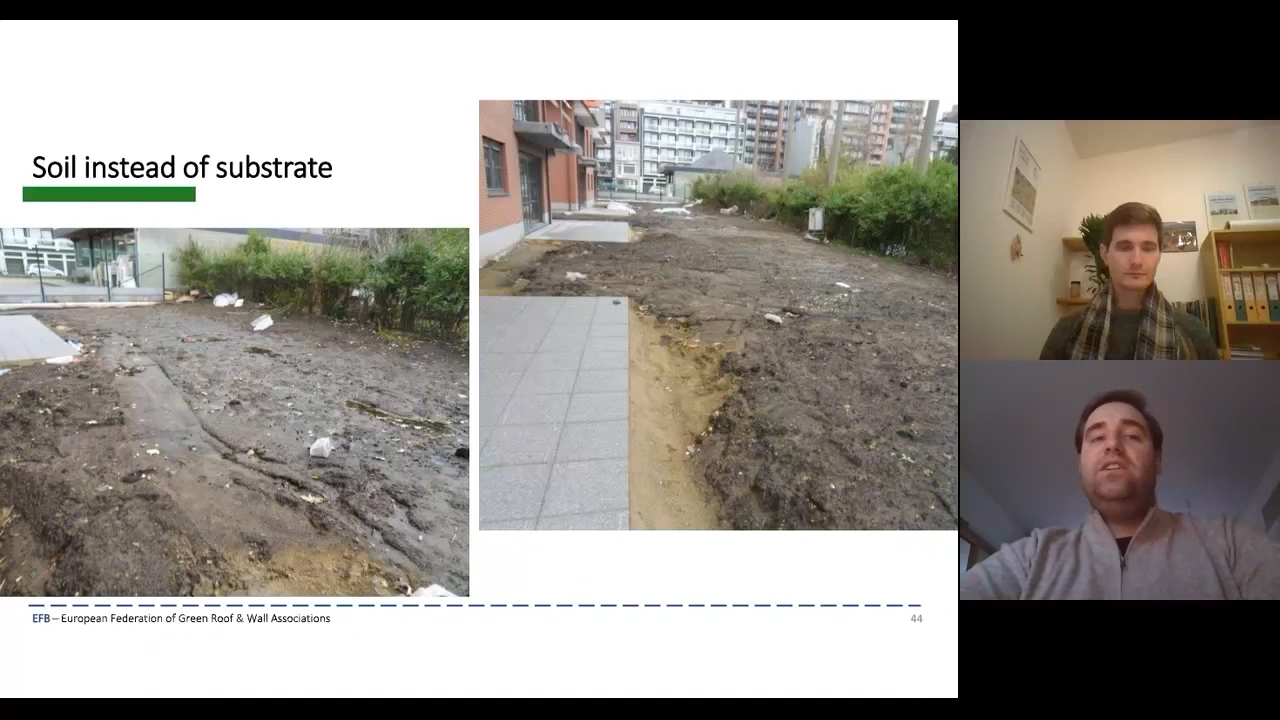 Soil instead of substrate
EFB – European Federation of Green Roof & Wall Associations
44